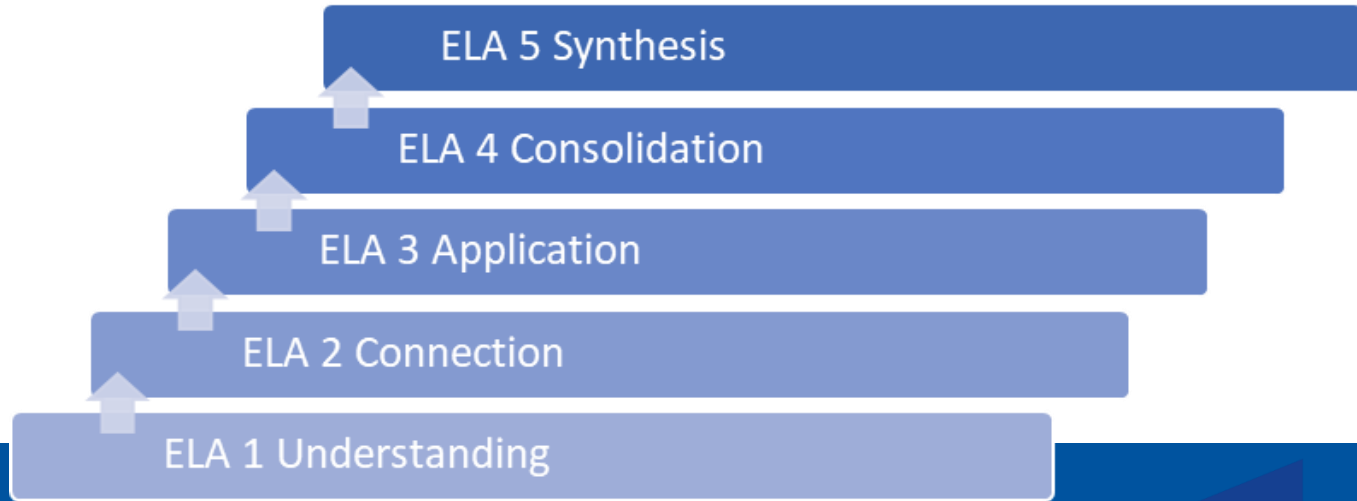 ELA 5 Synthesis
ELA 4 Consolidation
ELA 3 Application
ELA 2 Connection
ELA 1 Understanding